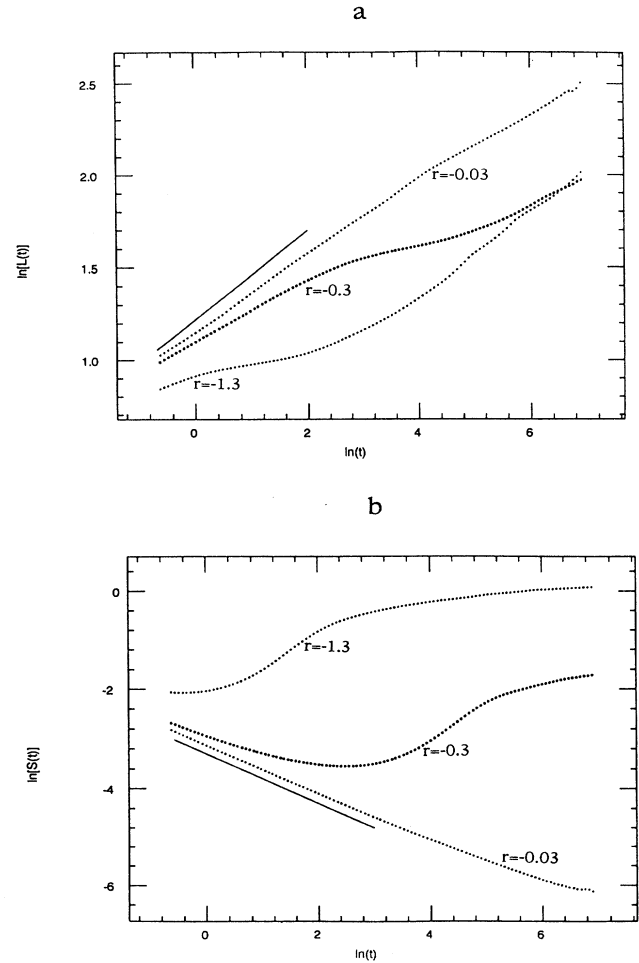 a
2.5
2.0
1.5
1.0
ln[L(t)]
r=-0.03
r=-0.3
r=-1.3
0
2
4
6
ln(t)
b
0
-2
-4
-6
ln[S(t)]
r=-1.3
r=-0.3
r=-0.03
0
2
4
6
ln(t)